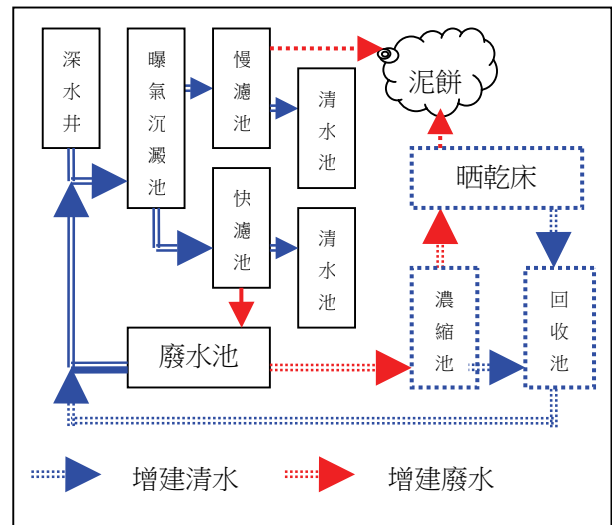 深水井
曝氣沉澱池
慢濾池
清水池
泥餅
晒乾床
快濾池
清水池
濃縮池
回收池
廢水池
增建清水
增建廢水